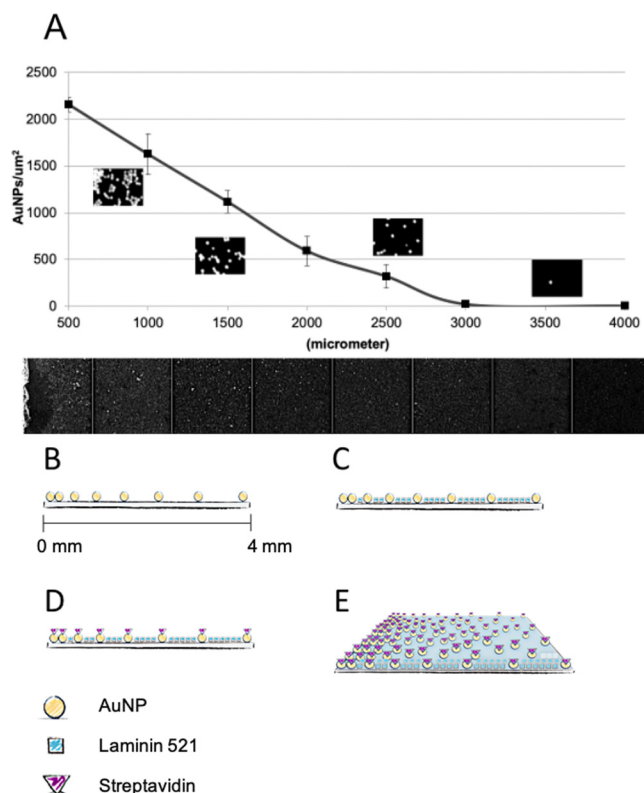 A
2500
2000
1500
1000
500
0
AuNPs/um²
500 1000 1500 2000 2500 3000 3500 4000
(micrometer)
B
C
0 mm 4 mm
D
E
AuNP
Laminin 521
Streptavidin